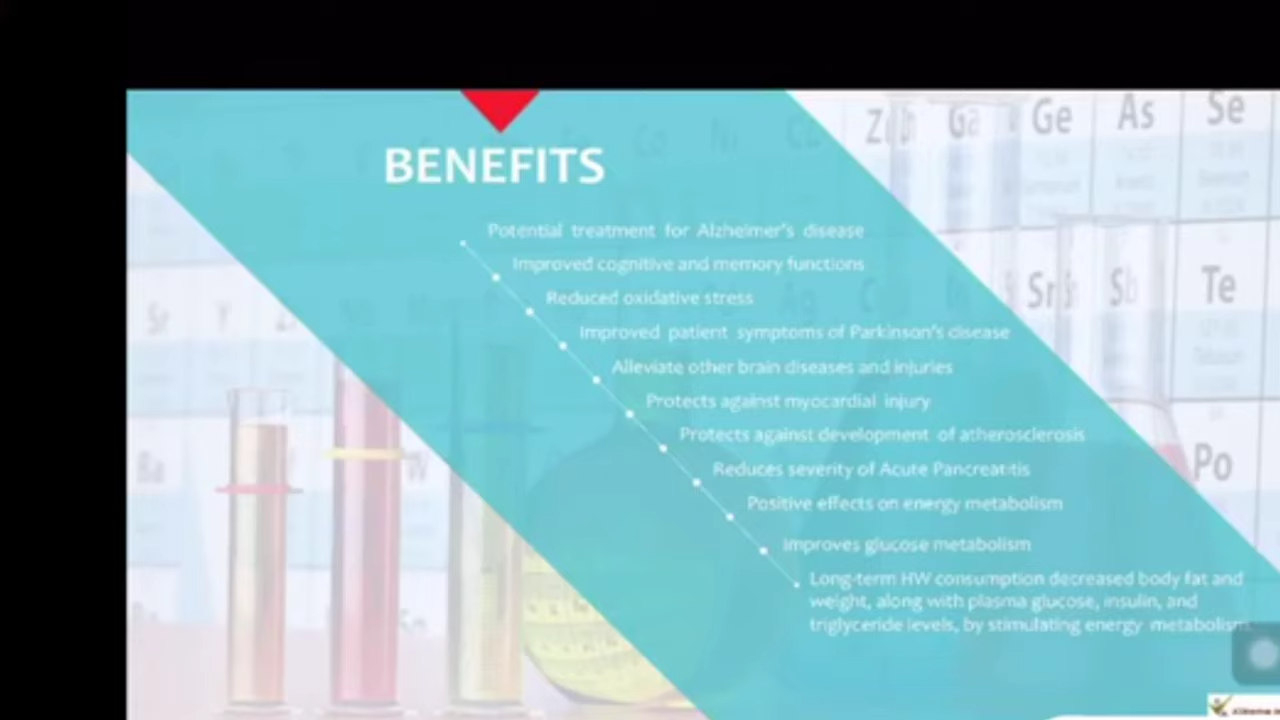 Zn Ga Ge As Se
BENEFITS
Potential treatment for Alzheimer's disease
Improved cognitive and memory functions
Reduced oxidative stress
Sn Sb Te
Improved patient symptoms of Parkinson's disease
Alleviate other brain diseases and injuries
Protects against myocardial injury
Protects against development of atherosclerosis
Po
Reduces severity of Acute Pancreatitis
Positive effects on energy metabolism
Improves glucose metabolism
Long-term HW consumption decreased body fat and
weight, along with plasma glucose, insulin, and
triglyceride levels, by stimulating energy metabolism